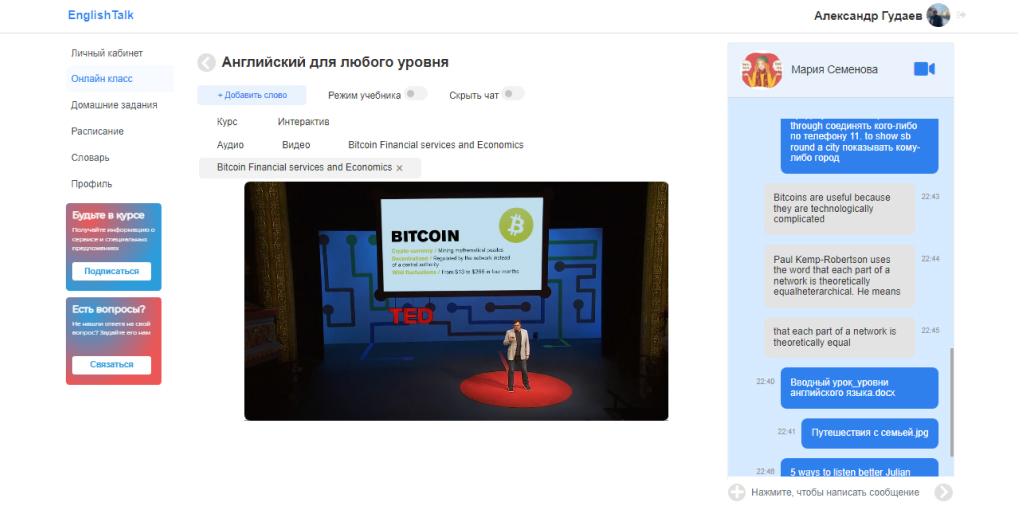 EnglishTalk
Александр Гудаев
Личный кабинет
Онлайн класс
Домашние задания
Расписание
Словарь
Профиль
Будьте в курсе
Получайте информацию о
сервисе и специальных
предложениях
Подписаться
Есть вопросы?
Не нашли ответа на свой
вопрос? Задайте его нам
Связаться
Английский для любого уровня
+ Добавить слово
Режим учебника
Скрыть чат
Курс
Интерактив
Аудио
Видео
Bitcoin Financial services and Economics
Bitcoin Financial services and Economics ×
BITCOIN
Crypto-currency / Mining mathematical puzzles
Decentralized / Regulated by the network instead
of a central authority
Wild fluctuations / From $13 to $266 in four months
TED
Мария Семенова
through соединять кого-либо
по телефону 11. to show sb
round a city показывать кому-
либо город
Bitcoins are useful because
they are technologically
complicated
22:43
Paul Kemp-Robertson uses
the word that each part of a
network is theoretically
equalheterarchical. He means
22:44
that each part of a network is
theoretically equal
22:45
22:40
Вводный урок_уровни
английского языка.docx
22:41
Путешествия с семьей.jpg
22:48
5 ways to listen better Julian
Нажмите, чтобы написать сообщение